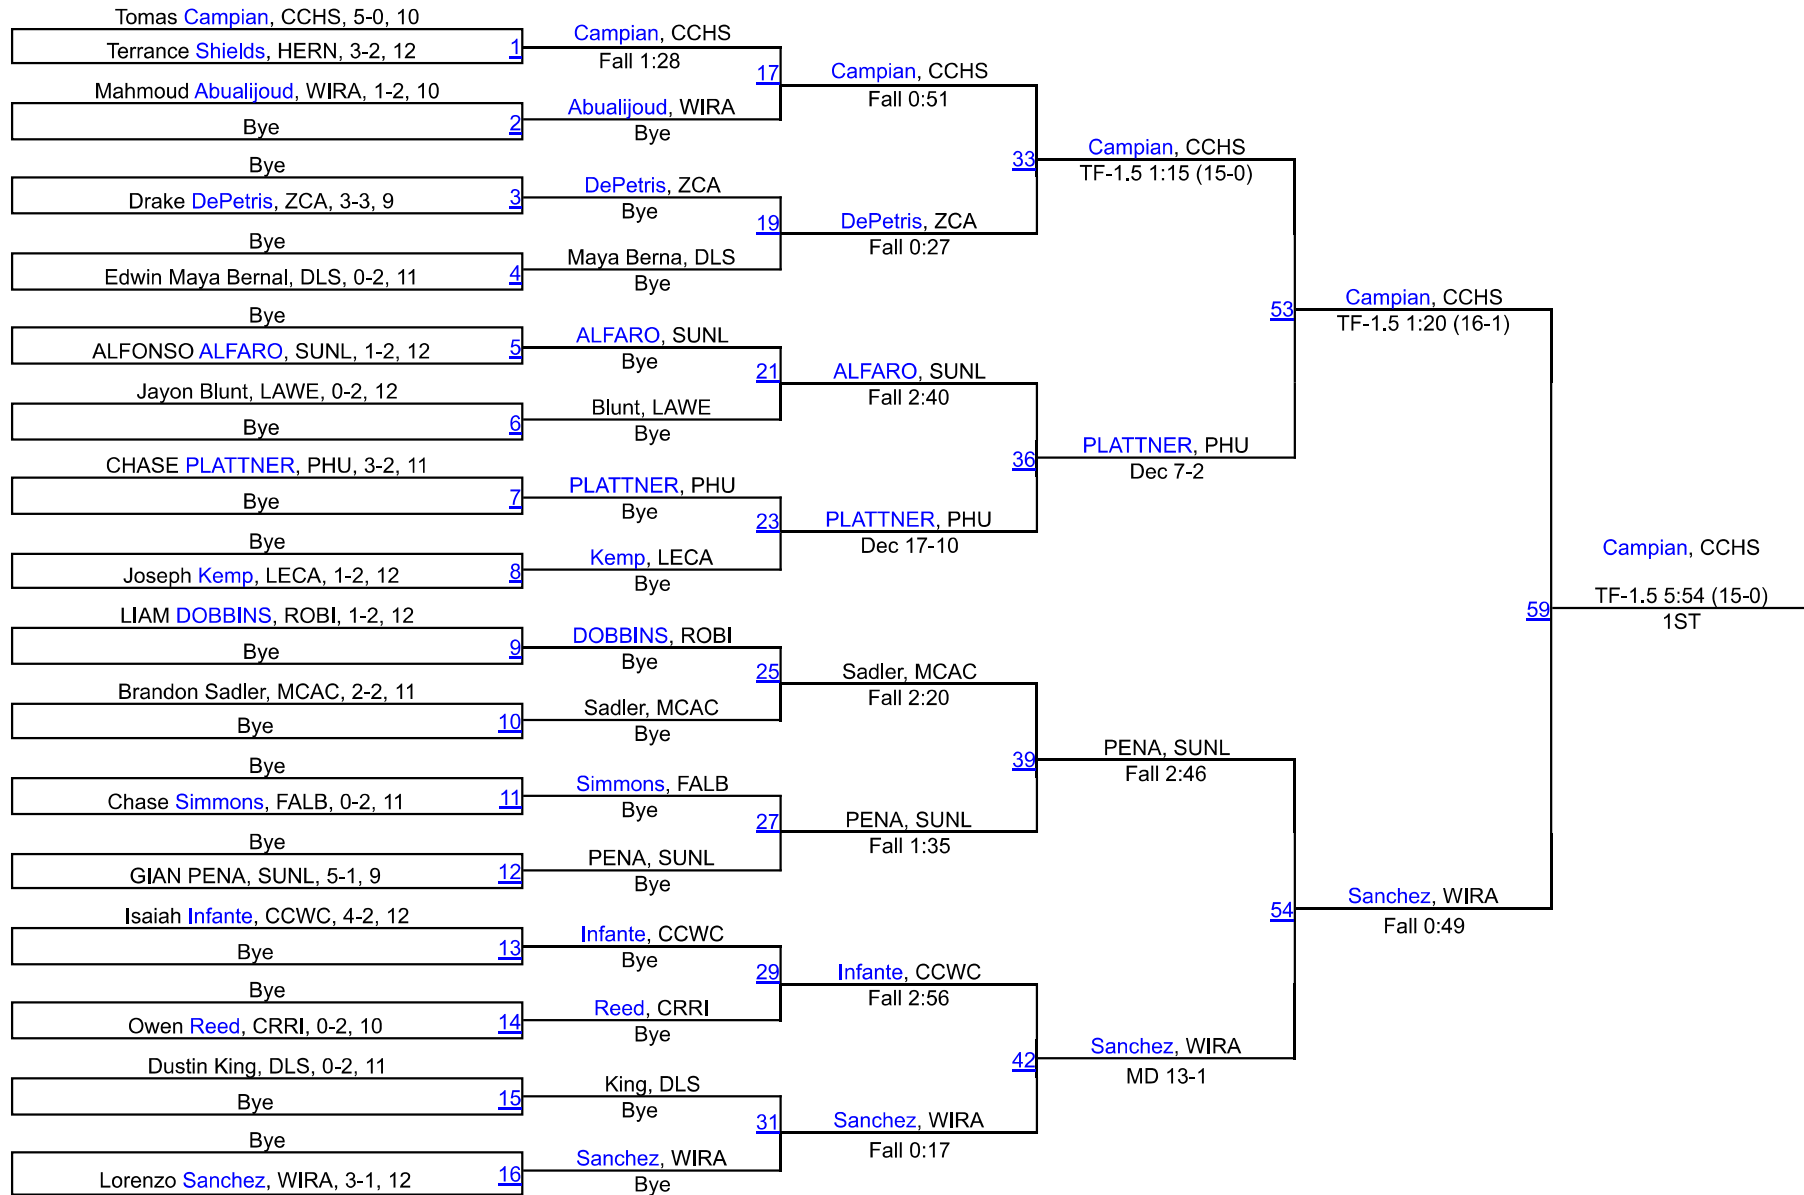 Tomas Campian, CCHS, 5-0, 10
Terrance Shields, HERN, 3-2, 12
1
Mahmoud Abualijoud, WIRA, 1-2, 10
Bye
2
Bye
Drake DePetris, ZCA, 3-3, 9
3
Bye
Edwin Maya Bernal, DLS, 0-2, 11
4
Bye
ALFONSO ALFARO, SUNL, 1-2, 12
5
Jayon Blunt, LAWE, 0-2, 12
Bye
6
CHASE PLATTNER, PHU, 3-2, 11
Bye
7
Bye
Joseph Kemp, LECA, 1-2, 12
8
LIAM DOBBINS, ROBI, 1-2, 12
Bye
9
Brandon Sadler, MCAC, 2-2, 11
Bye
10
Bye
Chase Simmons, FALB, 0-2, 11
11
Bye
GIAN PENA, SUNL, 5-1, 9
12
Isaiah Infante, CCWC, 4-2, 12
Bye
13
Bye
Owen Reed, CRRI, 0-2, 10
14
Dustin King, DLS, 0-2, 11
Bye
15
Bye
Lorenzo Sanchez, WIRA, 3-1, 12
16
Campian, CCHS
Fall 1:28
17
Abualijoud, WIRA
Bye
DePetris, ZCA
Bye
19
Maya Berna, DLS
Bye
ALFARO, SUNL
Bye
21
Blunt, LAWE
Bye
PLATTNER, PHU
Bye
23
Kemp, LECA
Bye
DOBBINS, ROBI
Bye
25
Sadler, MCAC
Bye
Simmons, FALB
Bye
27
PENA, SUNL
Bye
Infante, CCWC
Bye
29
Reed, CRRI
Bye
King, DLS
Bye
31
Sanchez, WIRA
Bye
Campian, CCHS
Fall 0:51
33
DePetris, ZCA
Fall 0:27
ALFARO, SUNL
Fall 2:40
36
PLATTNER, PHU
Dec 17-10
Sadler, MCAC
Fall 2:20
39
PENA, SUNL
Fall 1:35
Infante, CCWC
Fall 2:56
42
Sanchez, WIRA
Fall 0:17
Campian, CCHS
TF-1.5 1:15 (15-0)
53
PLATTNER, PHU
Dec 7-2
PENA, SUNL
Fall 2:46
54
Sanchez, WIRA
MD 13-1
Campian, CCHS
TF-1.5 1:20 (16-1)
59
Sanchez, WIRA
Fall 0:49
Campian, CCHS
TF-1.5 5:54 (15-0)
1ST